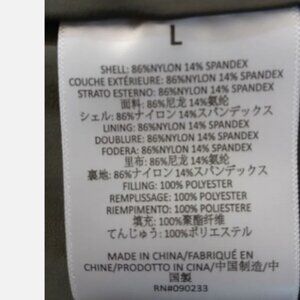 L
SHELL: 86%NYLON 14% SPANDEX
COUCHE EXTÉRIEURE: 86%NYLON 14% SPANDEX
STRATO ESTERNO: 86%NYLON 14% SPANDEX
面料: 86%尼龙 14%氨纶
シェル: 86%ナイロン 14%スパンデックス
LINING: 86%NYLON 14% SPANDEX
DOUBLURE: 86%NYLON 14% SPANDEX
FODERA: 86%NYLON 14% SPANDEX
里布: 86%尼龙 14%氨纶
裏地: 86%ナイロン 14%スパンデックス
FILLING: 100% POLYESTER
REMPLISSAGE: 100% POLYESTER
RIEMPIMENTO: 100% POLIESTERE
填充: 100%聚酯纤维
てんじゅう: 100%ポリエステル
MADE IN CHINA/FABRIQUÉ EN
CHINE/PRODOTTO IN CINA/中国制造/中
国製
RN#090233